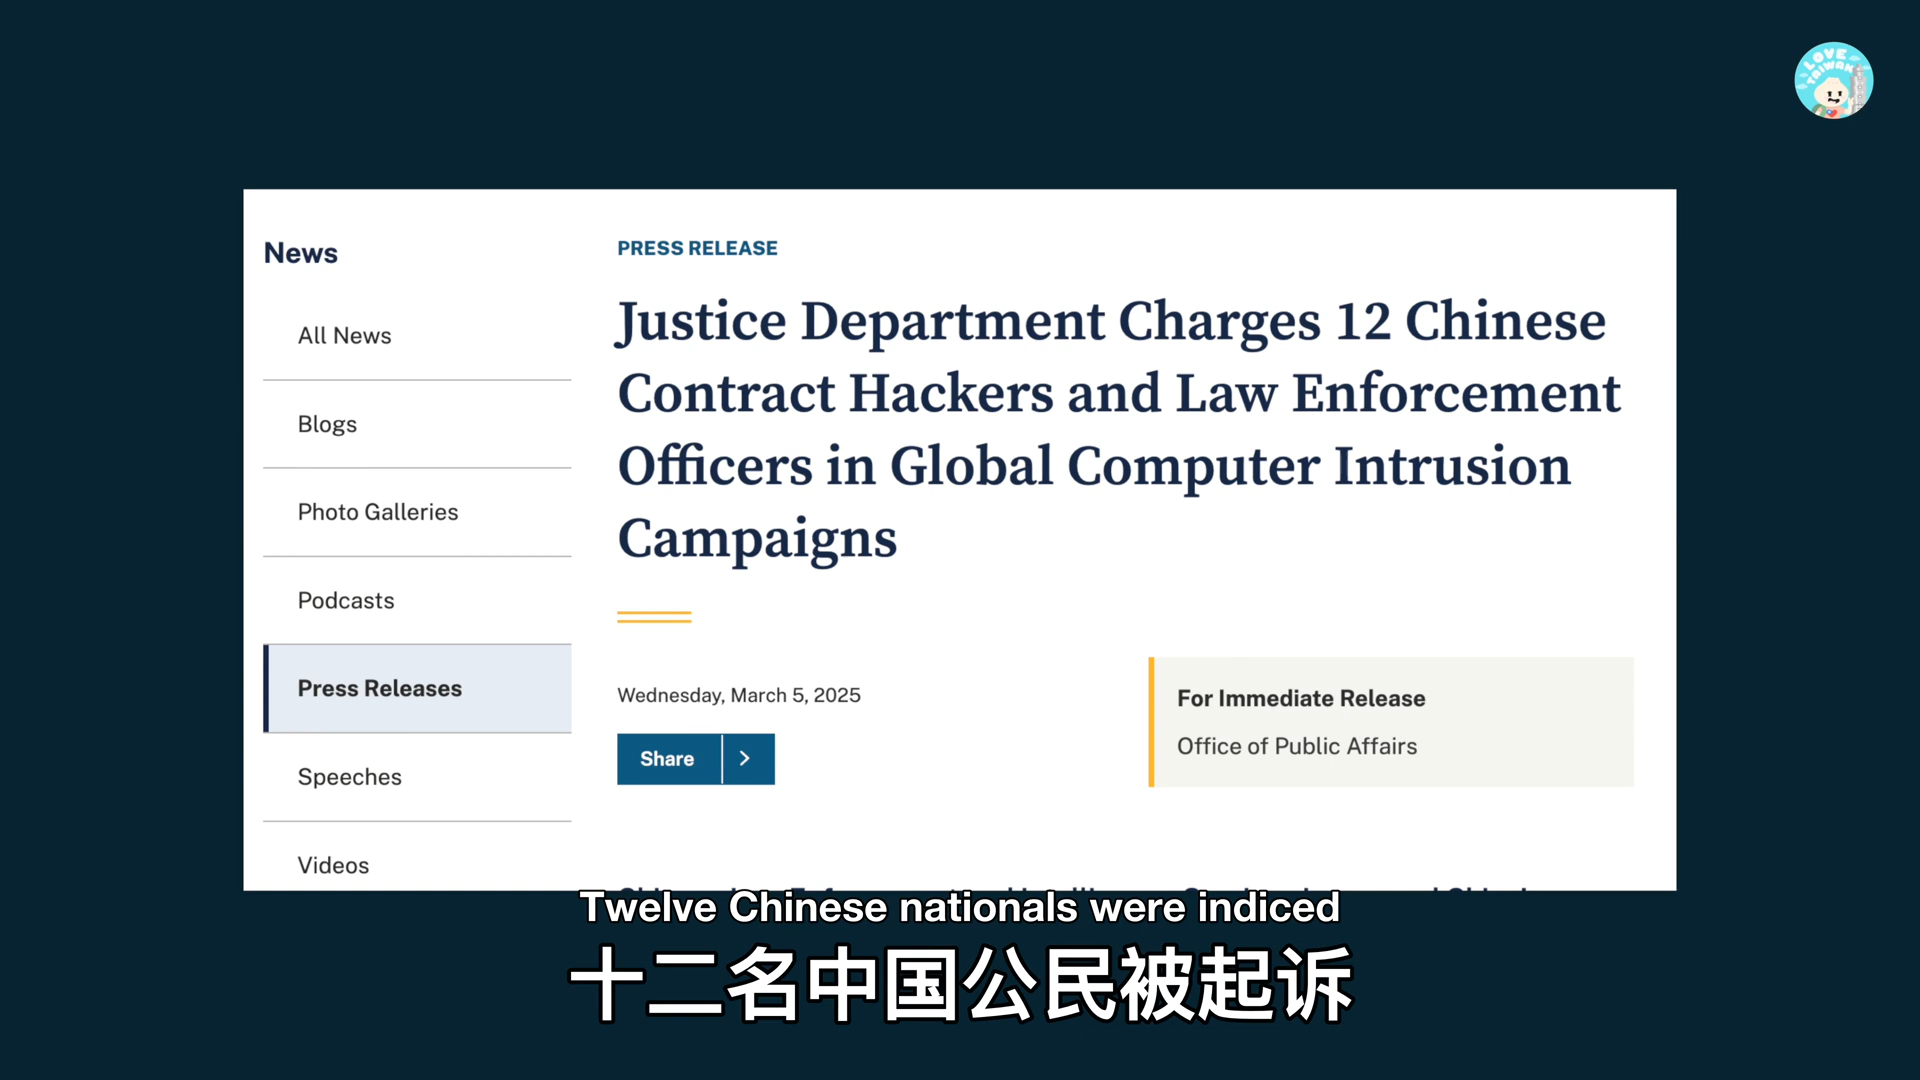 LOVE
TAIWAN
News
All News
Blogs
Photo Galleries
Podcasts
Press Releases
Speeches
Videos
PRESS RELEASE
Justice Department Charges 12 Chinese
Contract Hackers and Law Enforcement
Officers in Global Computer Intrusion
Campaigns
Wednesday, March 5, 2025
Share
For Immediate Release
Office of Public Affairs
Twelve Chinese nationals were indiced
十二名中国公民被起诉